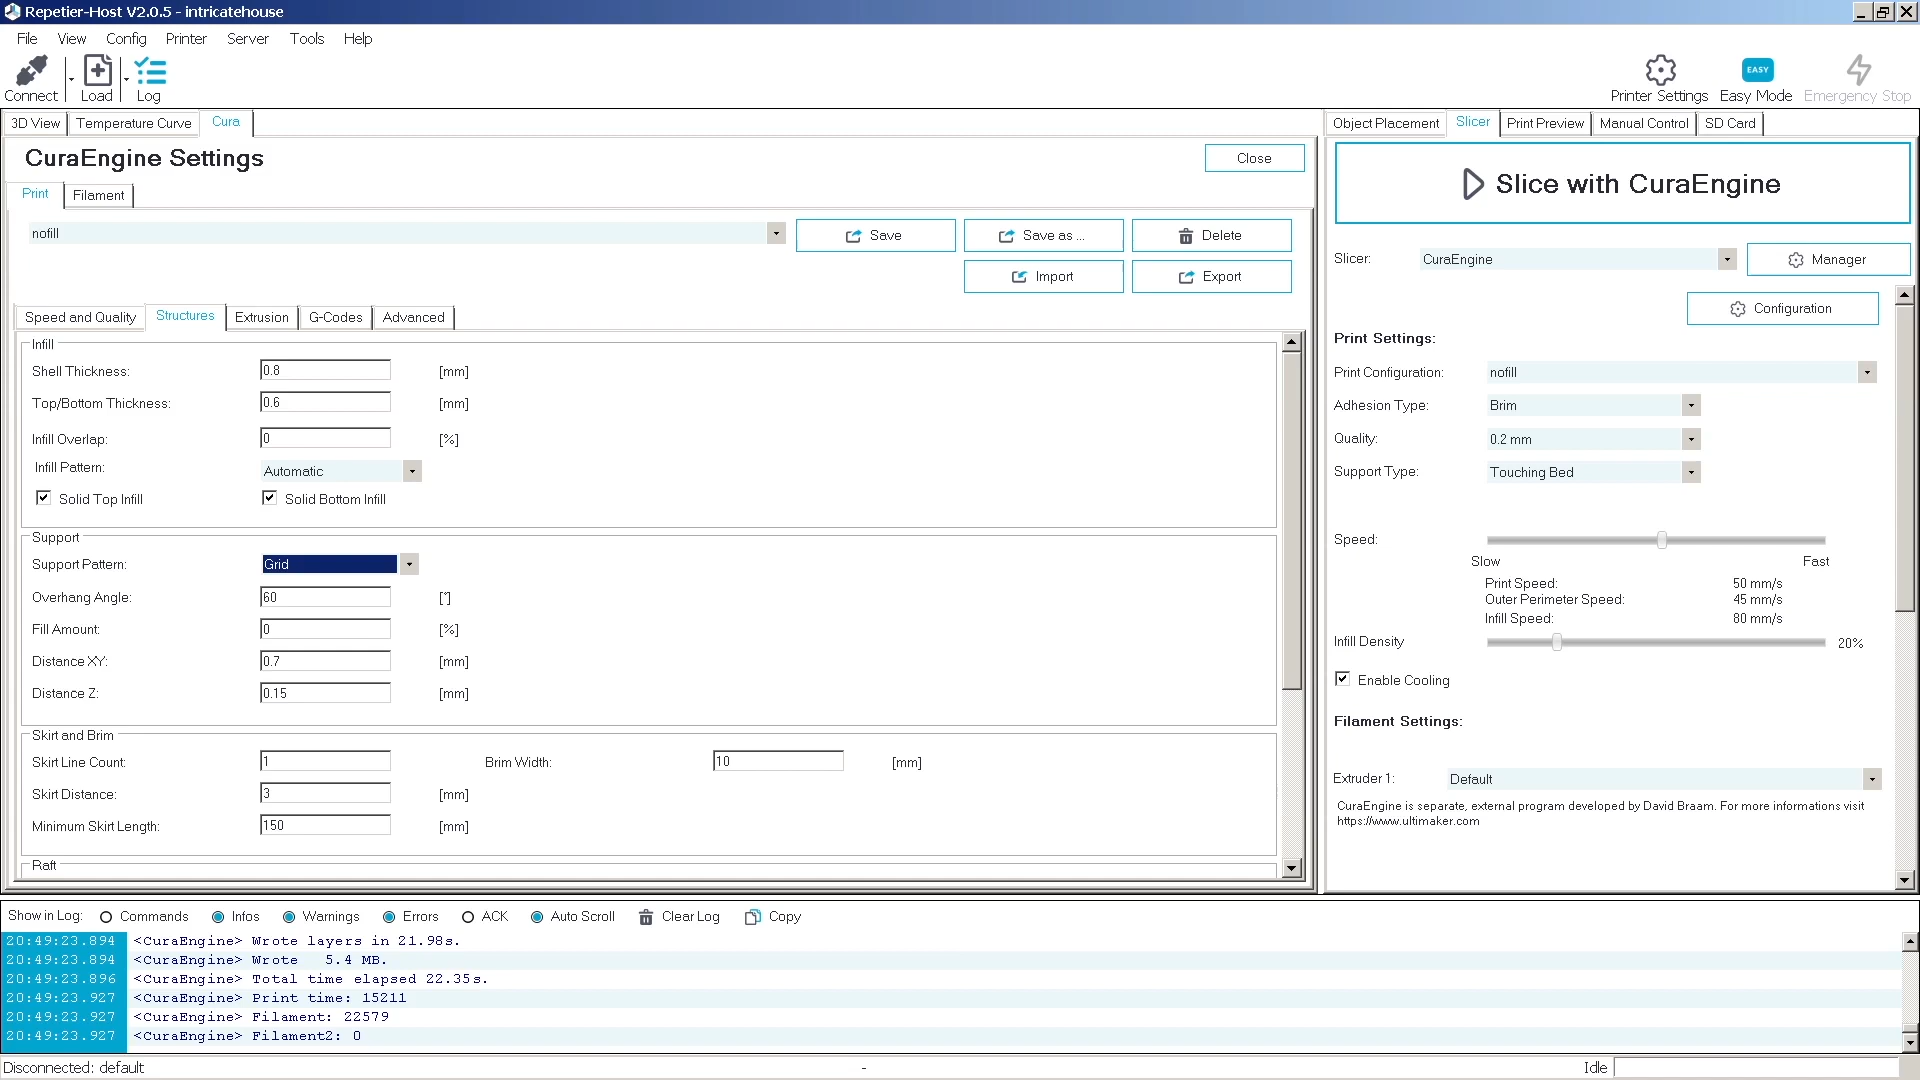 Repetier-Host V2.0.5 - intricatehouse
File View Config Printer Server Tools Help
Connect Load Log Printer Settings EASY Easy Mode Emergency Stop
3D View Temperature Curve Cura
CuraEngine Settings
Close
Print Filament
nofill
Save Save as ... Delete
Import Export
Speed and Quality Structures Extrusion G-Codes Advanced
Infill
Shell Thickness: 0.8 [mm]
Top/Bottom Thickness: 0.6 [mm]
Infill Overlap: 0 [%]
Infill Pattern: Automatic
Solid Top Infill Solid Bottom Infill
Support
Support Pattern: Grid
Overhang Angle: 60 [°]
Fill Amount: 0 [%]
Distance XY: 0.7 [mm]
Distance Z: 0.15 [mm]
Skirt and Brim
Skirt Line Count: 1 Brim Width: 10 [mm]
Skirt Distance: 3 [mm]
Minimum Skirt Length: 150 [mm]
Raft
Object Placement Slicer Print Preview Manual Control SD Card
Slice with CuraEngine
Slicer: CuraEngine Manager
Configuration
Print Settings:
Print Configuration: nofill
Adhesion Type: Brim
Quality: 0.2 mm
Support Type: Touching Bed
Speed:
Slow Fast
Print Speed: 50 mm/s
Outer Perimeter Speed: 45 mm/s
Infill Speed: 80 mm/s
Infill Density 20%
Enable Cooling
Filament Settings:
Extruder 1: Default
CuraEngine is separate, external program developed by David Braam. For more informations visit
https://www.ultimaker.com
Show in Log: Commands Infos Warnings Errors ACK Auto Scroll Clear Log Copy
20:49:23.894 <CuraEngine> Wrote layers in 21.98s.
20:49:23.894 <CuraEngine> Wrote 5.4 MB.
20:49:23.896 <CuraEngine> Total time elapsed 22.35s.
20:49:23.927 <CuraEngine> Print time: 15211
20:49:23.927 <CuraEngine> Filament: 22579
20:49:23.927 <CuraEngine> Filament2: 0
Disconnected: default - Idle